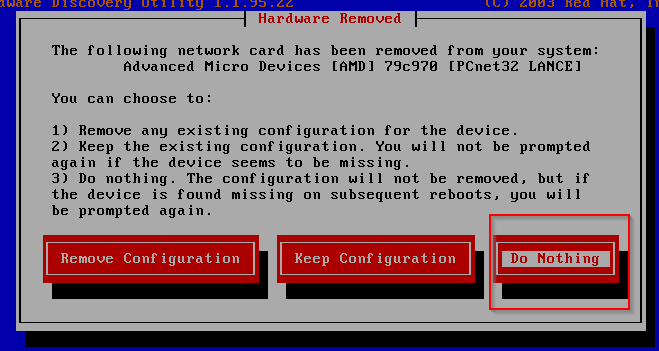 dware Discovery Utility 1.1.95.22 (C) 2003 Red Hat, In
Hardware Removed
The following network card has been removed from your system:
Advanced Micro Devices [AMD] 79c970 [PCnet32 LANCE]
You can choose to:
1) Remove any existing configuration for the device.
2) Keep the existing configuration. You will not be prompted
again if the device seems to be missing.
3) Do nothing. The configuration will not be removed, but if
the device is found missing on subsequent reboots, you will
be prompted again.
Remove Configuration Keep Configuration Do Nothing